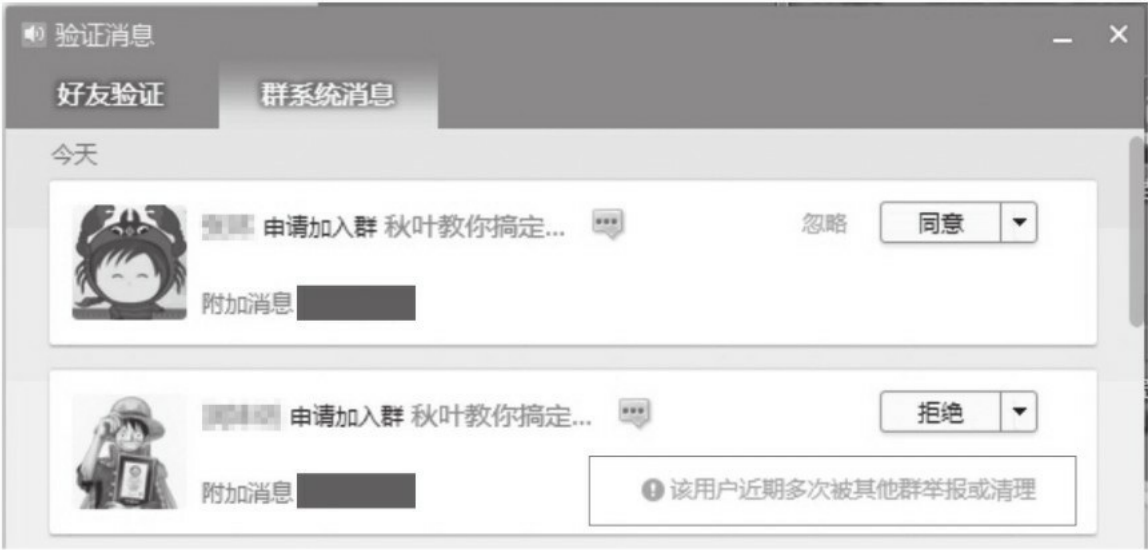 验证消息
好友验证 群系统消息
今天
申请加入群 秋叶教你搞定... 忽略 同意
附加消息
申请加入群 秋叶教你搞定... 拒绝
附加消息 该用户近期多次被其他群举报或清理